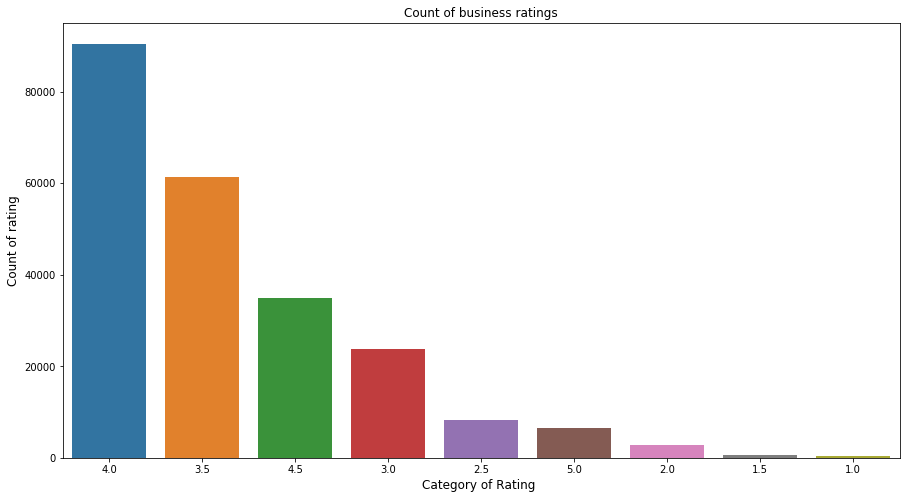 Count of business ratings
Count of rating
80000
60000
40000
20000
0
4.0 3.5 4.5 3.0 2.5 5.0 2.0 1.5 1.0
Category of Rating